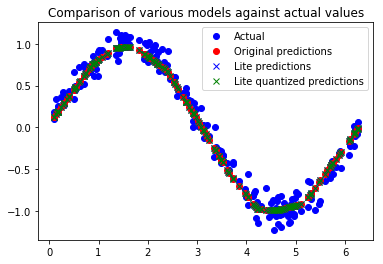 Comparison of various models against actual values
Actual
Original predictions
Lite predictions
Lite quantized predictions
1.0
0.5
0.0
−0.5
−1.0
0 1 2 3 4 5 6